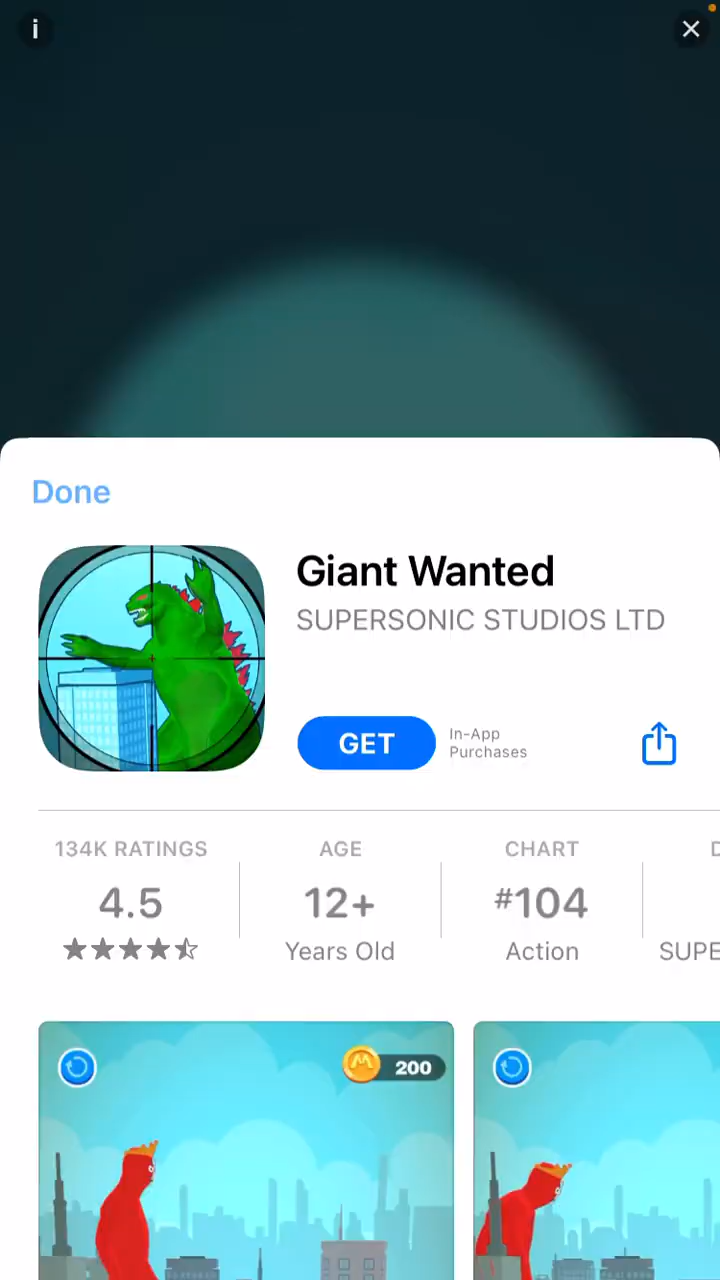 i
Done
Giant Wanted
SUPERSONIC STUDIOS LTD
GET
In-App
Purchases
134K RATINGS
AGE
CHART
D
4.5
12+
#104
Years Old
Action
SUPE
200